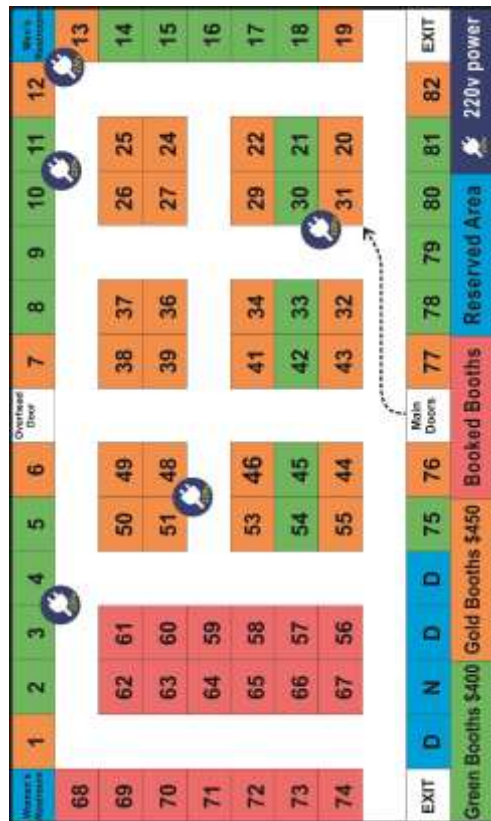 Women's Restroom 1 2 3 4 5 6 Overhead Door 7 8 9 10 11 12 Men's Restroom
68 13
69 62 61 50 49 38 37 26 25 14
70 63 60 51 48 39 36 27 24 15
71 64 59 16
72 65 58 53 46 41 34 29 22 17
73 66 57 54 45 42 33 30 21 18
74 67 56 55 44 43 32 31 20 19
EXIT D N D D 75 76 Main Doors 77 78 79 80 81 82 EXIT
Green Booths $400 Gold Booths $450 Booked Booths Reserved Area 220v power